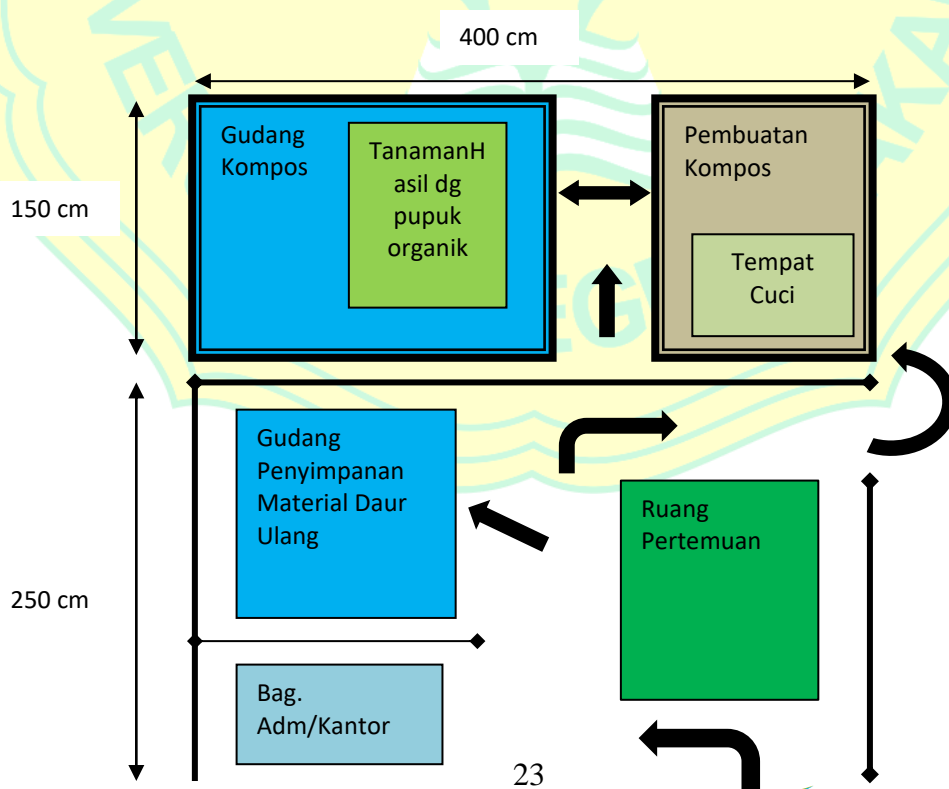 400 cm
150 cm
Gudang
Kompos
TanamanH
asil dg
pupuk
organik
Pembuatan
Kompos
Tempat
Cuci
250 cm
Gudang
Penyimpanan
Material Daur
Ulang
Ruang
Pertemuan
Bag.
Adm/Kantor
23